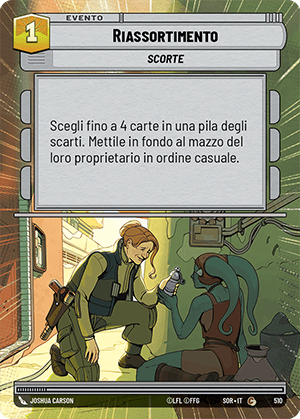 EVENTO
1
RIASSORTIMENTO
SCORTE
Scegli fino a 4 carte in una pila degli
scarti. Mettile in fondo al mazzo del
loro proprietario in ordine casuale.
JOSHUA CARSON
©LFL ©FFG
SOR • IT
C
510